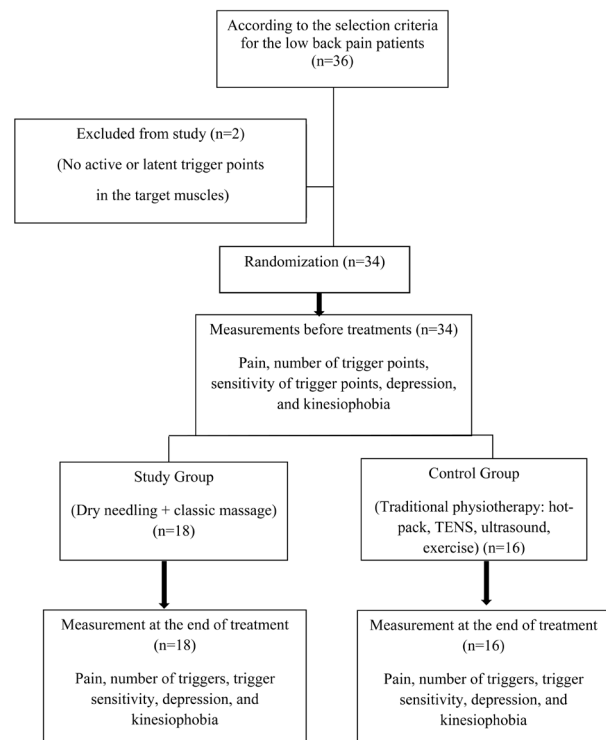 According to the selection criteria
for the low back pain patients
(n=36)
Excluded from study (n=2)
(No active or latent trigger points
in the target muscles)
Randomization (n=34)
Measurements before treatments (n=34)
Pain, number of trigger points,
sensitivity of trigger points, depression,
and kinesiophobia
Study Group
(Dry needling + classic massage)
(n=18)
Control Group
(Traditional physiotherapy: hot-
pack, TENS, ultrasound,
exercise) (n=16)
Measurement at the end of treatment
(n=18)
Pain, number of triggers, trigger
sensitivity, depression, and
kinesiophobia
Measurement at the end of treatment
(n=16)
Pain, number of triggers, trigger
sensitivity, depression, and
kinesiophobia